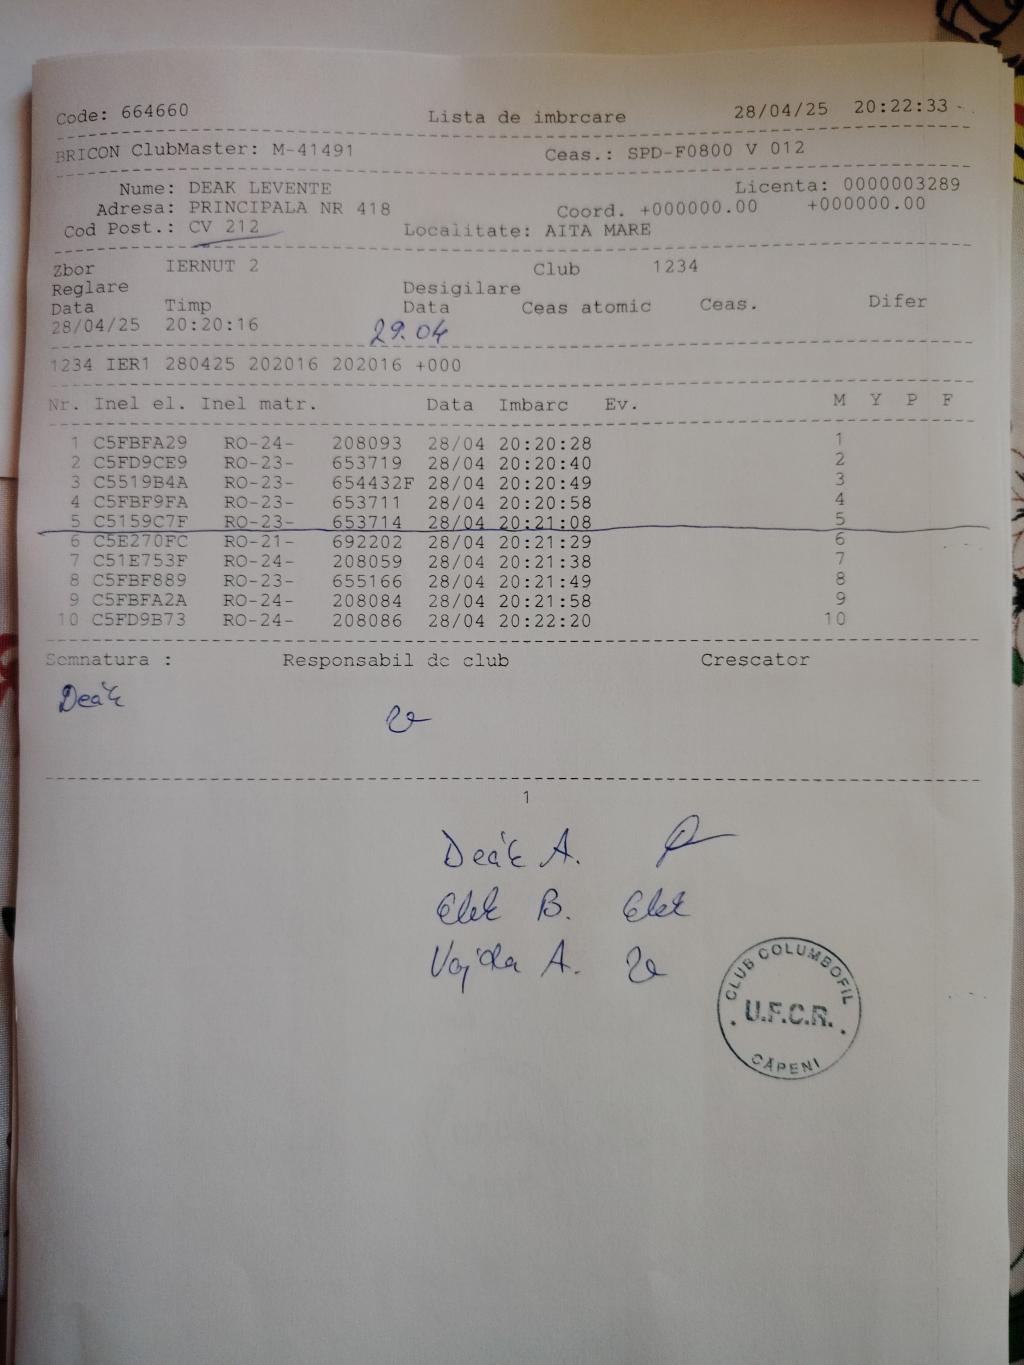 Code: 664660 Lista de imbrcare 28/04/25 20:22:33
BRICON ClubMaster: M-41491 Ceas.: SPD-F0800 V 012
Nume: DEAK LEVENTE Licenta: 0000003289
Adresa: PRINCIPALA NR 418 Coord. +000000.00 +000000.00
Cod Post.: CV 212 Localitate: AITA MARE
Zbor IERNUT 2 Club 1234
Reglare Desigilare
Data Timp Data Ceas atomic Ceas. Difer
28/04/25 20:20:16 29.04
1234 IER1 280425 202016 202016 +000
Nr. Inel el. Inel matr. Data Imbarc Ev. M Y P F
1 C5FBFA29 RO-24- 208093 28/04 20:20:28 1
2 C5FD9CE9 RO-23- 653719 28/04 20:20:40 2
3 C5519B4A RO-23- 654432F 28/04 20:20:49 3
4 C5FBF9FA RO-23- 653711 28/04 20:20:58 4
5 C5159C7F RO-23- 653714 28/04 20:21:08 5
6 C5E270FC RO-21- 692202 28/04 20:21:29 6
7 C51E753F RO-24- 208059 28/04 20:21:38 7
8 C5FBF889 RO-23- 655166 28/04 20:21:49 8
9 C5FBFA2A RO-24- 208084 28/04 20:21:58 9
10 C5FD9B73 RO-24- 208086 28/04 20:22:20 10
Semnatura : Responsabil de club Crescator
Deák
1
Deák A.
Elek B. Elek
Vajda A.
CLUB COLUMBOFIL
U.F.C.R.
CĂPENI